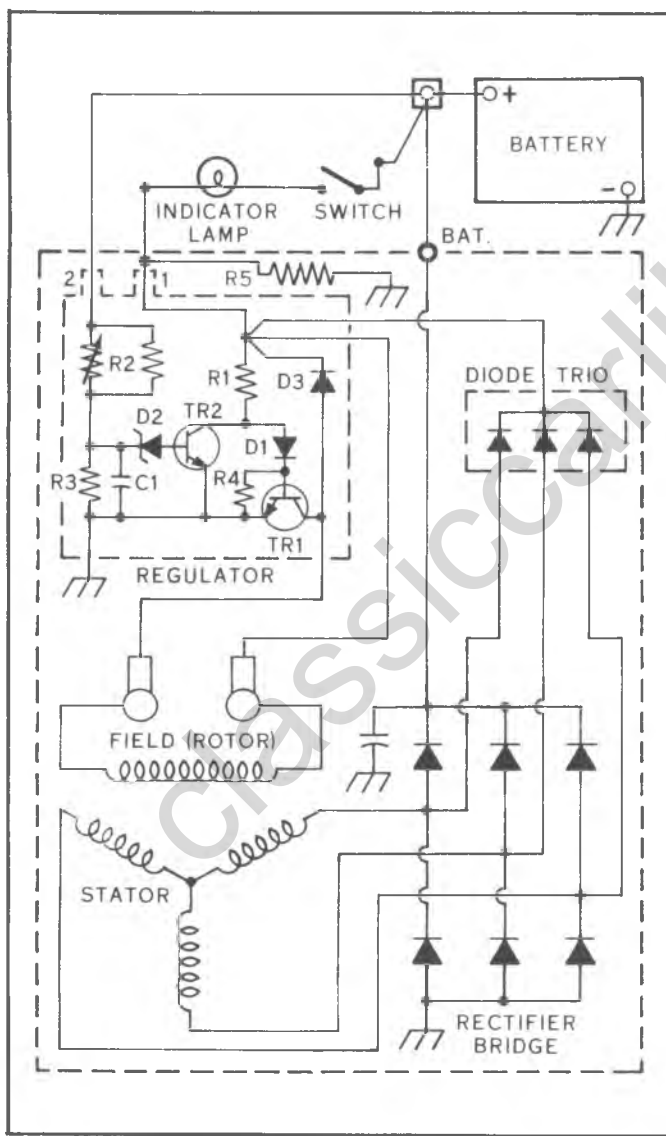 +
BATTERY
-
INDICATOR
LAMP
SWITCH
BAT.
2
1
R5
R2
R1
D3
DIODE TRIO
D2
TR2
D1
R3
C1
R4
TR1
REGULATOR
FIELD (ROTOR)
STATOR
RECTIFIER
BRIDGE
classiccarli